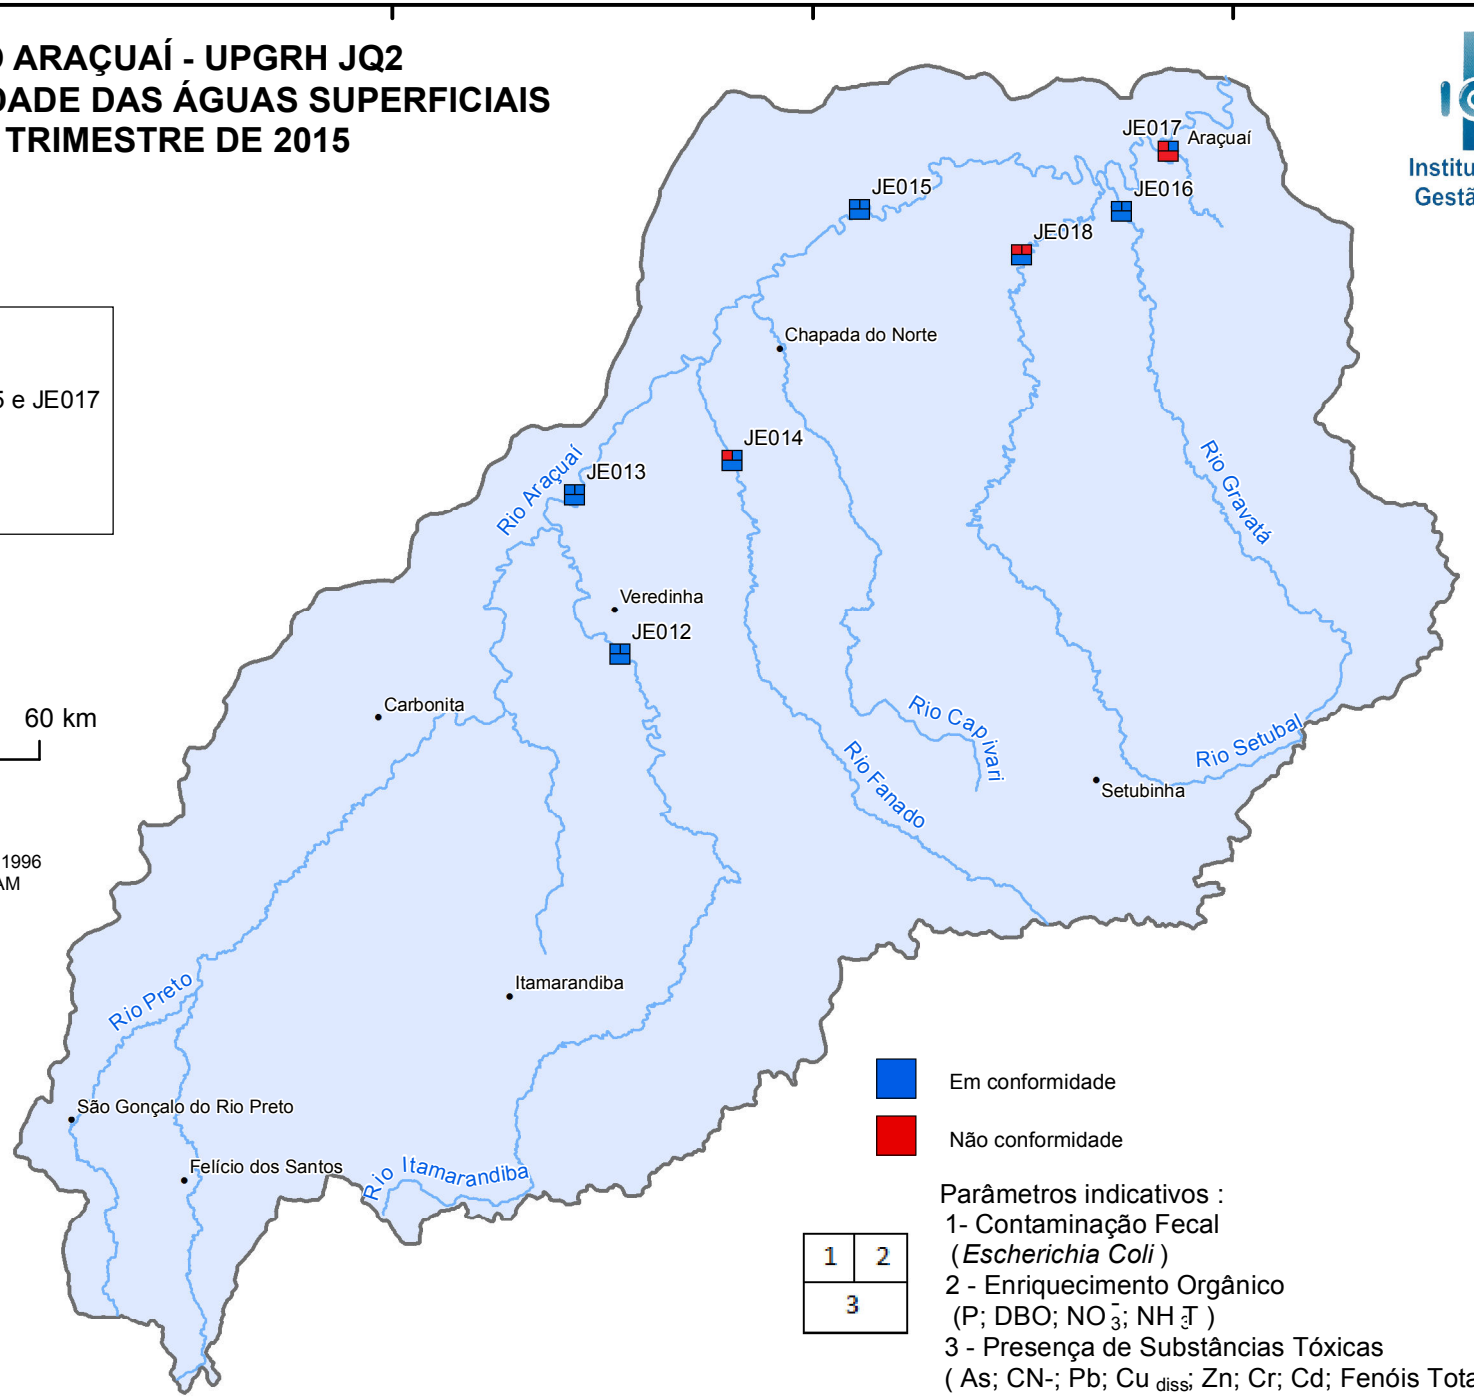 ARAÇUAÍ - UPGRH JQ2
DADE DAS ÁGUAS SUPERFICIAIS
TRIMESTRE DE 2015
Institu
Gestã
JE017
Araçuaí
JE015
JE016
JE018
Chapada do Norte
e JE017
JE014
Rio Araçuaí
JE013
Rio Gravatá
Veredinha
JE012
Carbonita
60 km
Rio Capivari
Rio Setubal
Rio Fanado
Setubinha
1996
AM
Itamarandiba
Rio Preto
São Gonçalo do Rio Preto
Felício dos Santos
Rio Itamarandiba
Em conformidade
Não conformidade
Parâmetros indicativos :
1- Contaminação Fecal
(Escherichia Coli )
2 - Enriquecimento Orgânico
(P; DBO; NO3-; NH3T )
3 - Presença de Substâncias Tóxicas
( As; CN-; Pb; Cu diss; Zn; Cr; Cd; Fenóis Tota
1 2
3